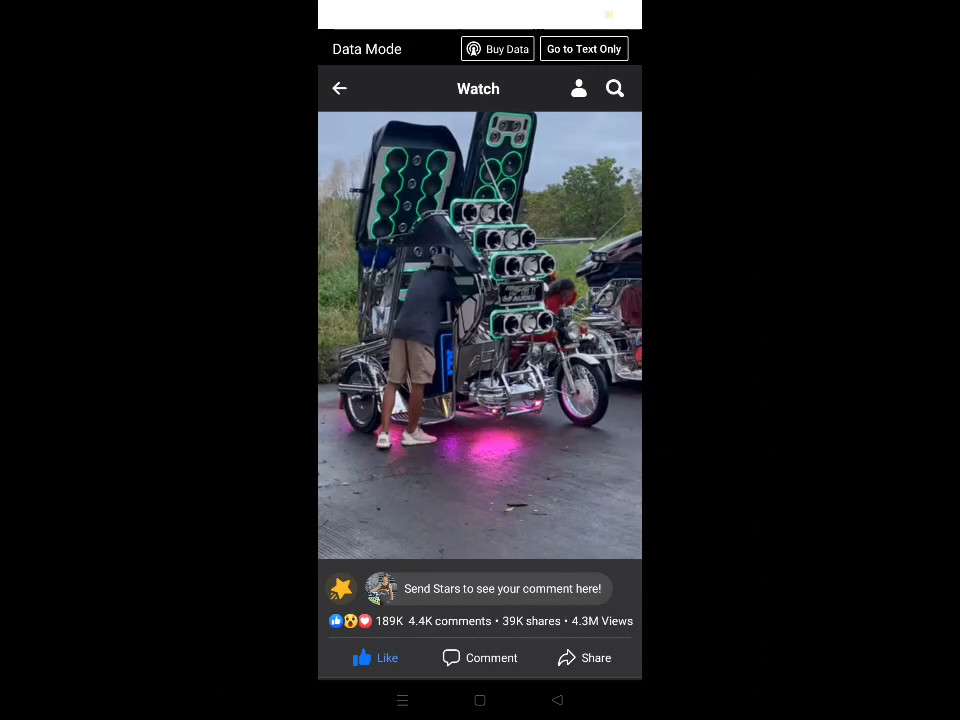 Data Mode
Buy Data
Go to Text Only
Watch
Send Stars to see your comment here!
189K 4.4K comments • 39K shares • 4.3M Views
Like
Comment
Share